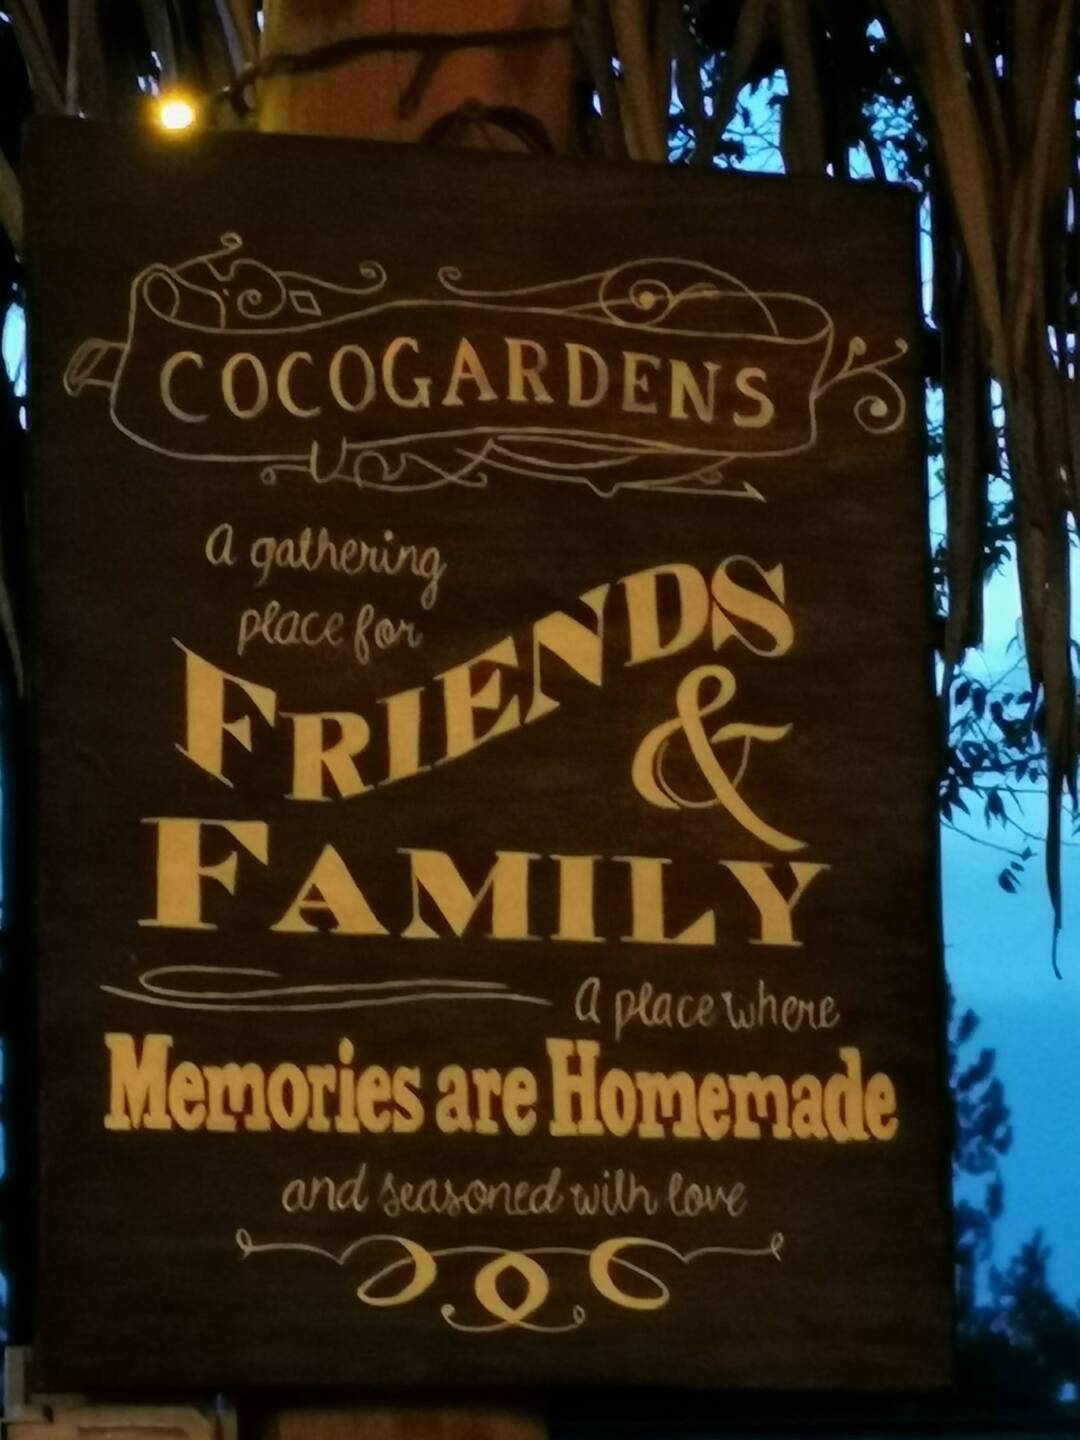 COCOGARDENS
A gathering
place for
FRIENDS
&
FAMILY
A place where
Memories are Homemade
and seasoned with love